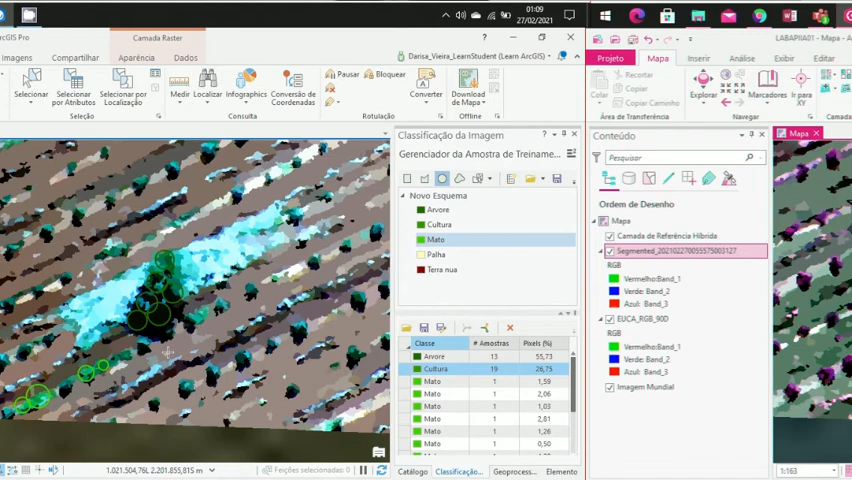 09:09
27/02/2021
rcGIS Pro
Camada Raster
LABAPIIA01 - Mapa
Imagens
Compartilhar
Aparência
Dados
Darisa_Vieira_LearnStudent (Learn ArcGIS)
Projeto
Mapa
Inserir
Análise
Exibir
Editar
Selecionar
Selecionar por Atributos
Selecionar por Localização
Medir
Localizar
Infographics
Conversão de Coordenadas
Pausar
Bloquear
Converter
Download de Mapa
Colar
Recortar
Copiar
Copiar Caminho
Explorar
Marcadores
Ir para XY
Seleção
Consulta
Rotulação
Offline
Área de Transferência
Navegar
Camada
Classificação da Imagem
Gerenciador da Amostra de Treiname...
Novo Esquema
Arvore
Cultura
Mato
Palha
Terra nua
Classe
# Amostras
Pixels (%)
Arvore 13 55,73
Cultura 19 26,75
Mato 1 1,59
Mato 1 2,06
Mato 1 1,03
Mato 1 2,81
Mato 1 1,26
Mato 1 0,50
Catálogo
Classificação...
Geoprocess...
Elemento
1.021.504,76L 2.201.855,81S m
Feições selecionadas: 0
Conteúdo
Pesquisar
Ordem de Desenho
Mapa
Camada de Referência Híbrida
Segmented_202102270055575003127
RGB
Vermelho: Band_1
Verde: Band_2
Azul: Band_3
EUCA_RGB_90D
RGB
Vermelho: Band_1
Verde: Band_2
Azul: Band_3
Imagem Mundial
Mapa
1:163